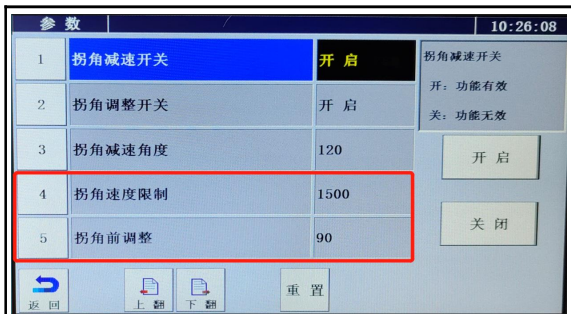 参 数 10:26:08
1 拐角减速开关 开 启
2 拐角调整开关 开 启
3 拐角减速角度 120
4 拐角速度限制 1500
5 拐角前调整 90
拐角减速开关
开：功能有效
关：功能无效
开 启
关 闭
返 回 上 翻 下 翻 重 置